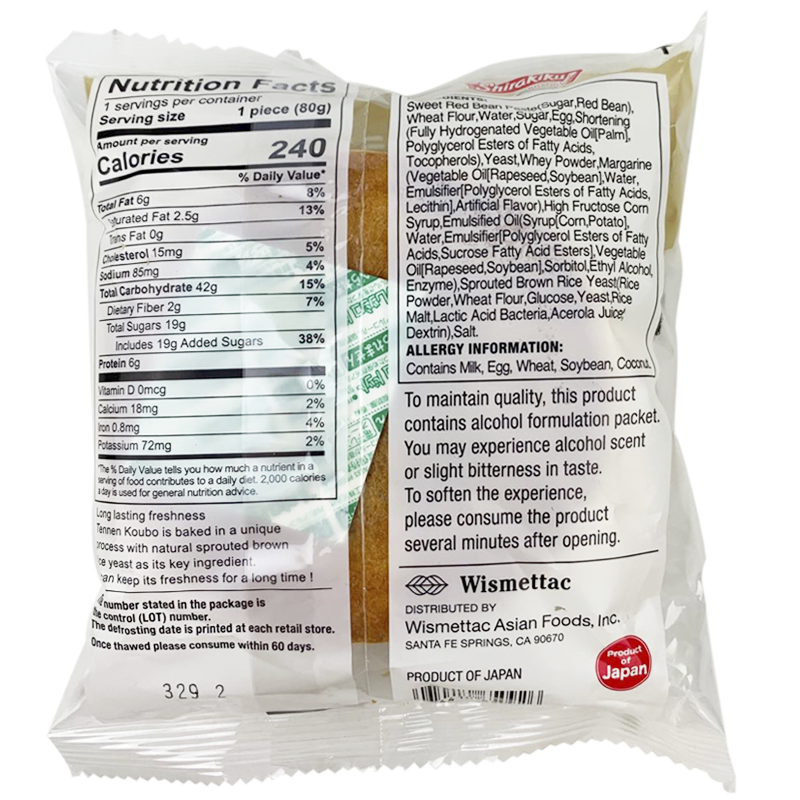 Nutrition Facts
1 servings per container
Serving size 1 piece (80g)
Amount per serving
Calories 240
% Daily Value*
Total Fat 6g 8%
Saturated Fat 2.5g 13%
Trans Fat 0g
Cholesterol 15mg 5%
Sodium 85mg 4%
Total Carbohydrate 42g 15%
Dietary Fiber 2g 7%
Total Sugars 19g
Includes 19g Added Sugars 38%
Protein 6g
Vitamin D 0mcg 0%
Calcium 18mg 2%
Iron 0.8mg 4%
Potassium 72mg 2%
*The % Daily Value tells you how much a nutrient in a
serving of food contributes to a daily diet. 2,000 calories
a day is used for general nutrition advice.
Long lasting freshness
Tennen Koubo is baked in a unique
process with natural sprouted brown
rice yeast as its key ingredient.
can keep its freshness for a long time !
number stated in the package is
the control (LOT) number.
The defrosting date is printed at each retail store.
Once thawed please consume within 60 days.
329 2
Shirakiku
Sweet Red Bean Paste(Sugar,Red Bean),
Wheat Flour,Water,Sugar,Egg,Shortening
(Fully Hydrogenated Vegetable Oil[Palm],
Polyglycerol Esters of Fatty Acids,
Tocopherols),Yeast,Whey Powder,Margarine
(Vegetable Oil[Rapeseed,Soybean],Water,
Emulsifier[Polyglycerol Esters of Fatty Acids,
Lecithin],Artificial Flavor),High Fructose Corn
Syrup,Emulsified Oil(Syrup[Corn,Potato],
Water,Emulsifier[Polyglycerol Esters of Fatty
Acids,Sucrose Fatty Acid Esters],Vegetable
Oil[Rapeseed,Soybean],Sorbitol,Ethyl Alcohol,
Enzyme),Sprouted Brown Rice Yeast(Rice
Powder,Wheat Flour,Glucose,Yeast,Rice
Malt,Lactic Acid Bacteria,Acerola Juice,
Dextrin),Salt.
ALLERGY INFORMATION:
Contains Milk, Egg, Wheat, Soybean, Coconut.
To maintain quality, this product
contains alcohol formulation packet.
You may experience alcohol scent
or slight bitterness in taste.
To soften the experience,
please consume the product
several minutes after opening.
Wismettac
DISTRIBUTED BY
Wismettac Asian Foods, Inc.
SANTA FE SPRINGS, CA 90670
PRODUCT OF JAPAN
Product
of
Japan